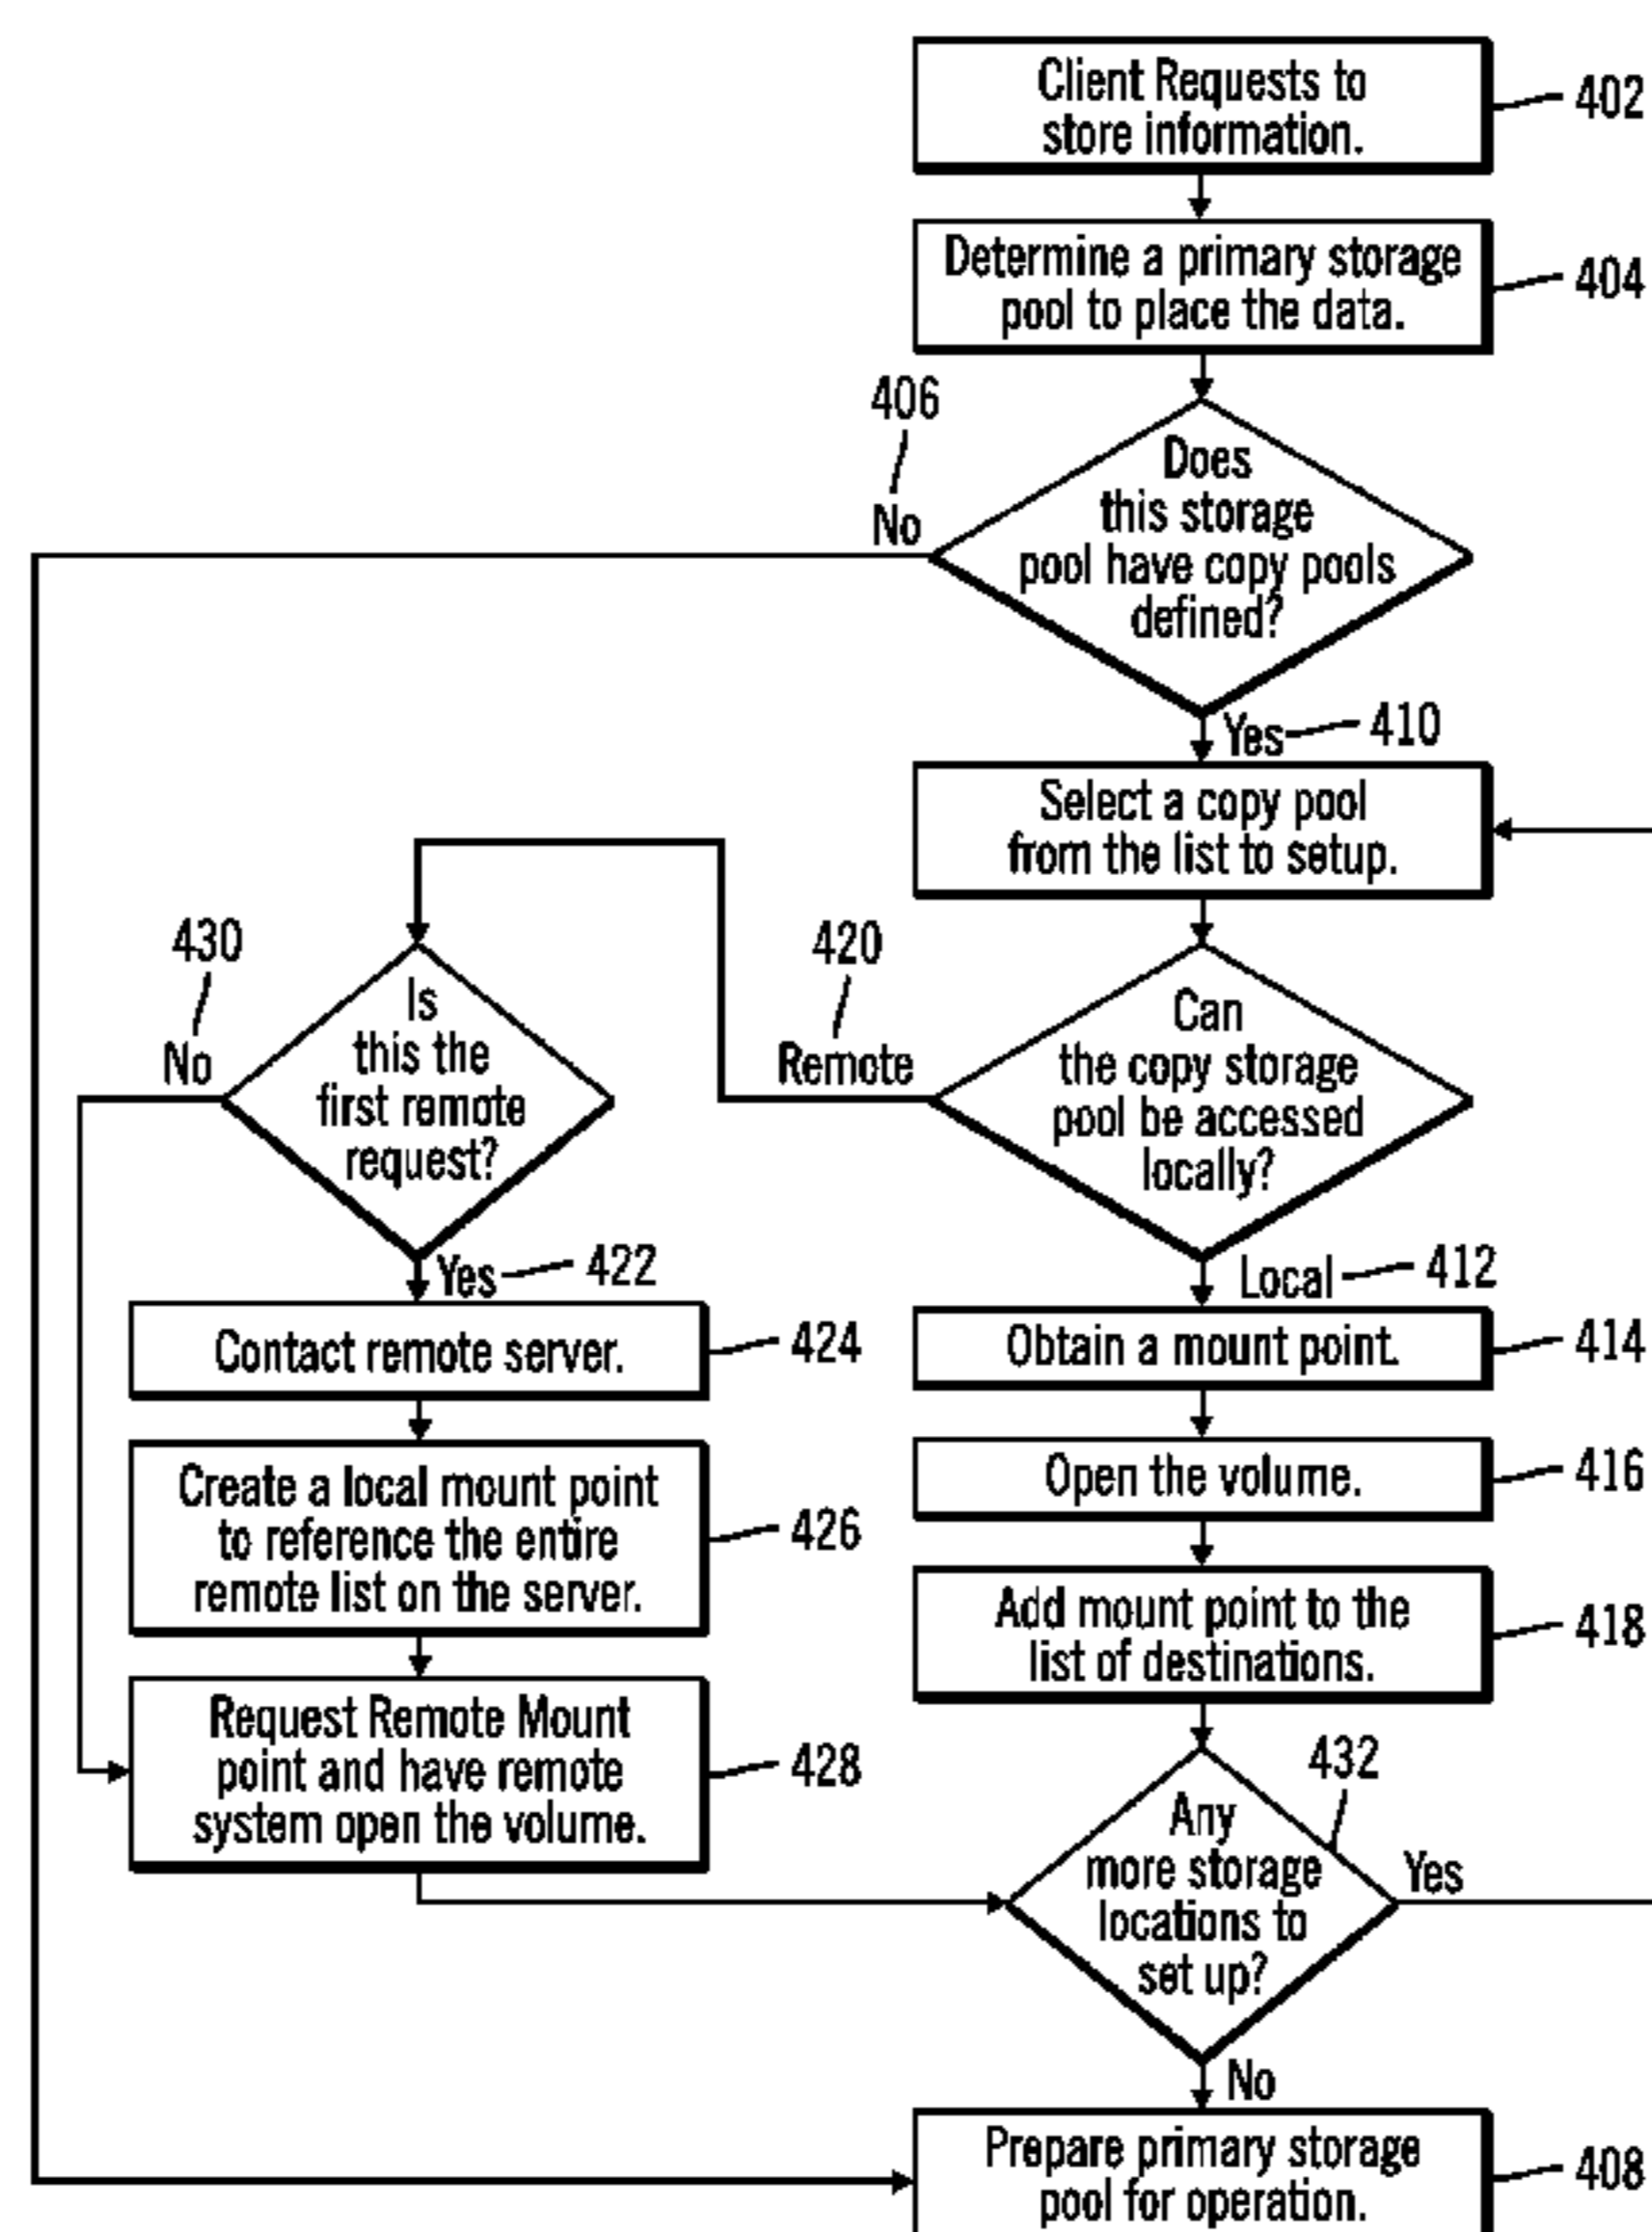 Client Requests to
store information.
402
Determine a primary storage
pool to place the data.
404
406
No
Does
this storage
pool have copy pools
defined?
Yes
410
Select a copy pool
from the list to setup.
430
No
Is
this the
first remote
request?
420
Remote
Can
the copy storage
pool be accessed
locally?
Yes
422
Local
412
Contact remote server.
424
Obtain a mount point.
414
Create a local mount point
to reference the entire
remote list on the server.
426
Open the volume.
416
Add mount point to the
list of destinations.
418
Request Remote Mount
point and have remote
system open the volume.
428
432
Any
more storage
locations to
set up?
Yes
No
Prepare primary storage
pool for operation.
408